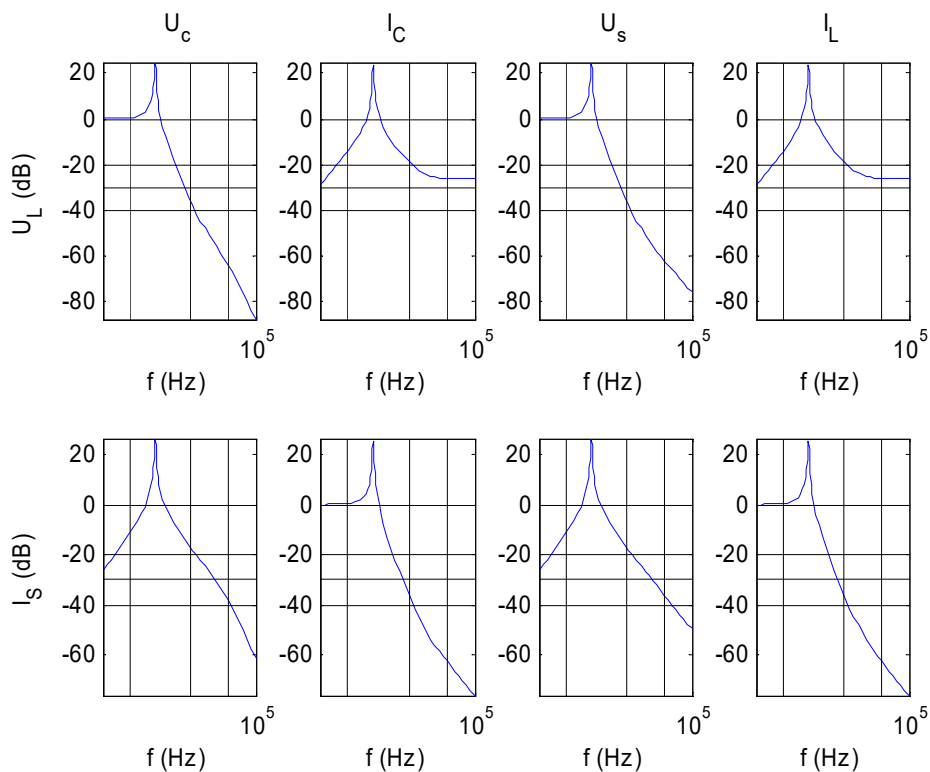 U_c I_C U_s I_L
U_L (dB)
20 20 20 20
0 0 0 0
-20 -20 -20 -20
-40 -40 -40 -40
-60 -60 -60 -60
-80 -80 -80 -80
10^5 10^5 10^5 10^5
f (Hz) f (Hz) f (Hz) f (Hz)
I_S (dB)
20 20 20 20
0 0 0 0
-20 -20 -20 -20
-40 -40 -40 -40
-60 -60 -60 -60
10^5 10^5 10^5 10^5
f (Hz) f (Hz) f (Hz) f (Hz)